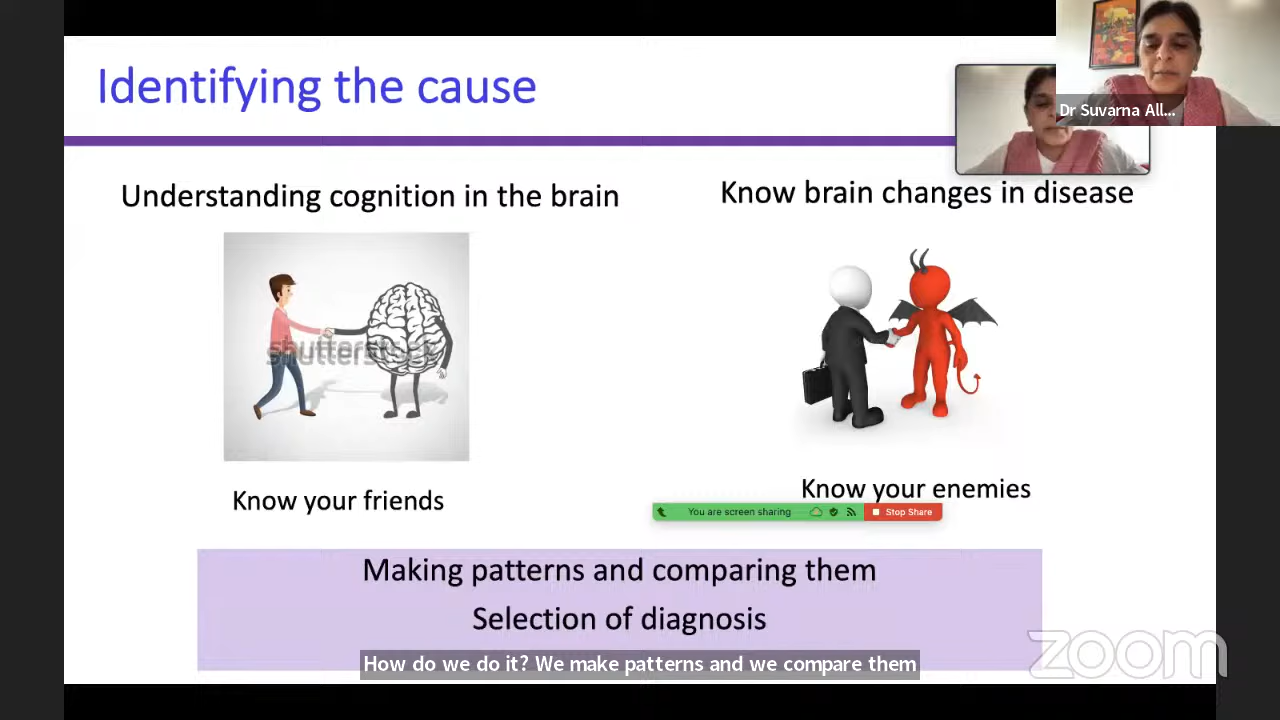 Identifying the cause
Dr Suvarna All...
Understanding cognition in the brain
Know brain changes in disease
shutterstock
Know your friends
Know your enemies
You are screen sharing
Stop Share
Making patterns and comparing them
Selection of diagnosis
How do we do it? We make patterns and we compare them
zoom